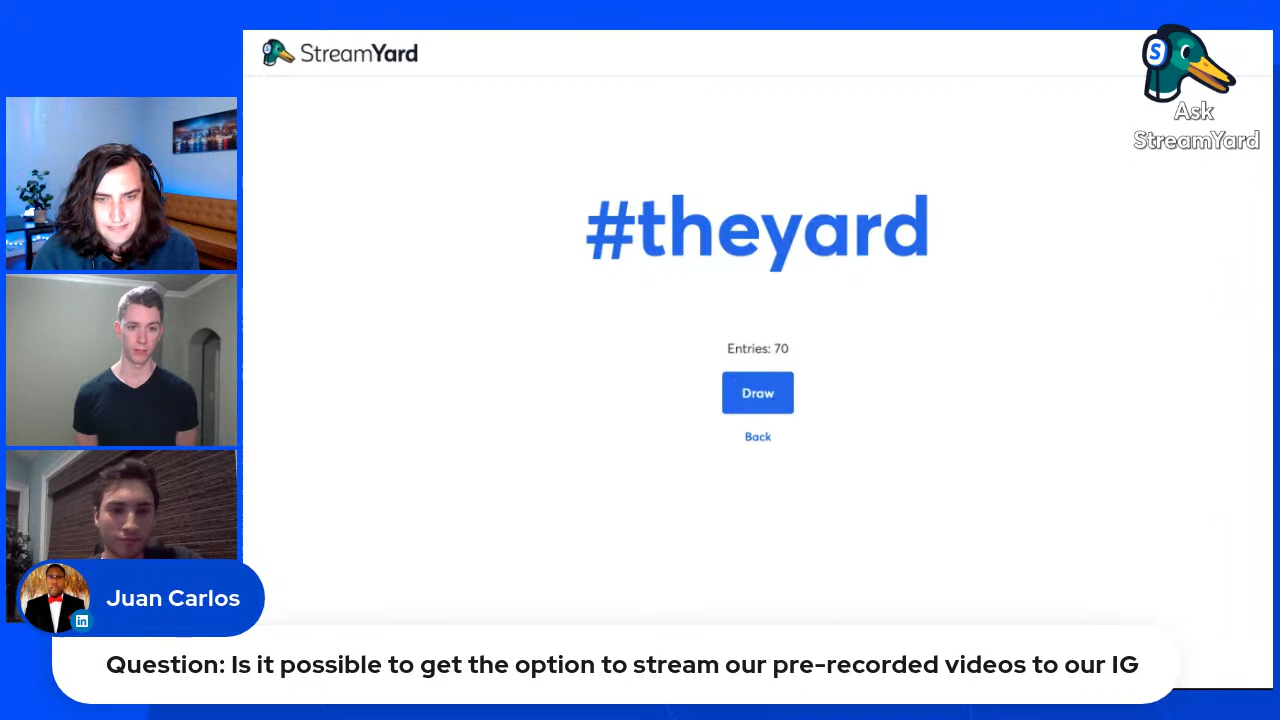 StreamYard
S
Ask
StreamYard
#theyard
Entries: 70
Draw
Back
Juan Carlos
in
Question: Is it possible to get the option to stream our pre-recorded videos to our IG